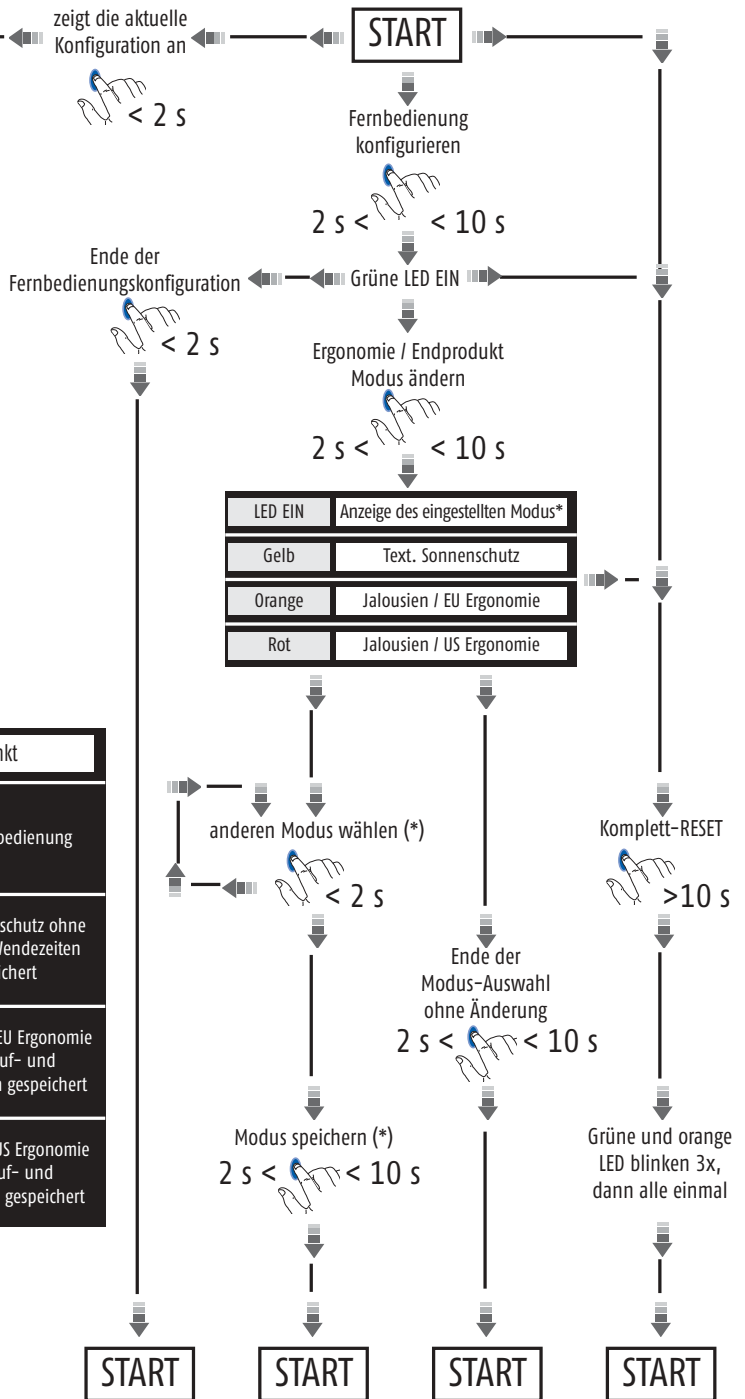 zeigt die aktuelle
Konfiguration an
< 2 s
START
Fernbedienung
konfigurieren
2 s <
< 10 s
Ende der
Fernbedienungskonfiguration
< 2 s
Grüne LED EIN
Ergonomie / Endprodukt
Modus ändern
2 s <
< 10 s
LED EIN
Anzeige des eingestellten Modus*
Gelb
Text. Sonnenschutz
Orange
Jalousien / EU Ergonomie
Rot
Jalousien / US Ergonomie
nkt
bedienung
schutz ohne
Wendezeiten
ichert
EU Ergonomie
uf- und
n gespeichert
US Ergonomie
uf- und
gespeichert
anderen Modus wählen (*)
< 2 s
Komplett-RESET
>10 s
Ende der
Modus-Auswahl
ohne Änderung
2 s <
< 10 s
Modus speichern (*)
2 s <
< 10 s
Grüne und orange
LED blinken 3x,
dann alle einmal
START
START
START
START